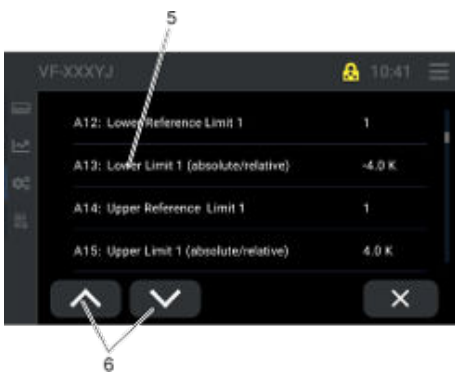 5
VF-XXXYJ
10:41
A12: Lower Reference Limit 1 1
A13: Lower Limit 1 (absolute/relative) -4.0 K
A14: Upper Reference Limit 1 1
A15: Upper Limit 1 (absolute/relative) 4.0 K
6